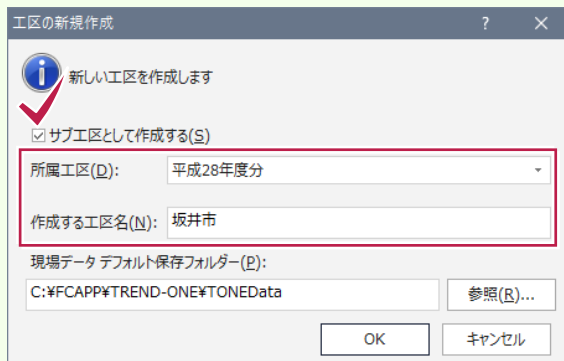 工区の新規作成 ? ×
新しい工区を作成します
サブ工区として作成する(S)
所属工区(D): 平成28年度分
作成する工区名(N): 坂井市
現場データ デフォルト保存フォルダー(P):
C:¥FCAPP¥TREND-ONE¥TONEData 参照(R)...
OK キャンセル